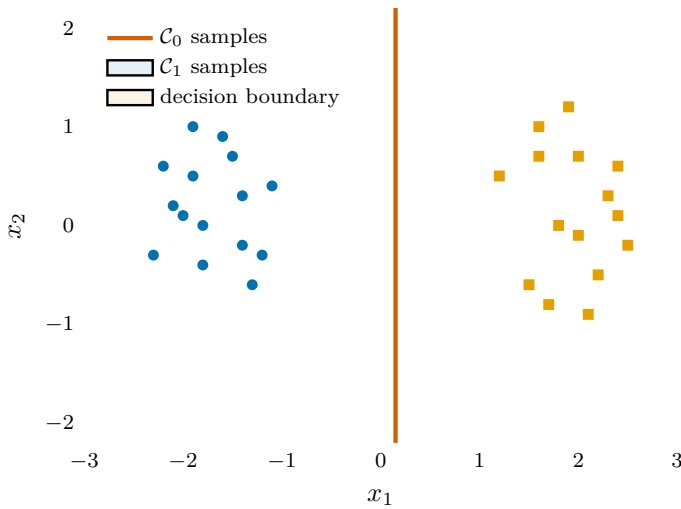 2
1
0
−1
−2
x₂
𝒞₀ samples
𝒞₁ samples
decision boundary
−3 −2 −1 0 1 2 3
x₁